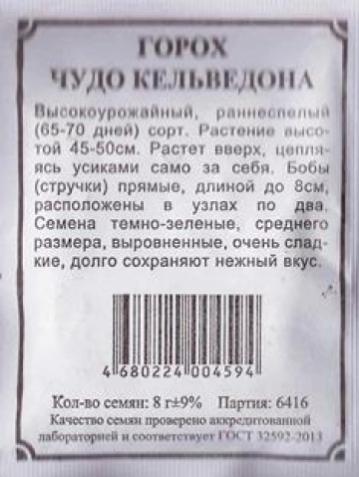 ГОРОХ
ЧУДО КЕЛЬВЕДОНА
Высокоурожайный, раннеспелый
(65-70 дней) сорт. Растение высо-
той 45-50см. Растет вверх, цепля-
ясь усиками само за себя. Бобы
(стручки) прямые, длиной до 8см,
расположены в узлах по два.
Семена темно-зеленые, среднего
размера, выровненные, очень слад-
кие, долго сохраняют нежный вкус.
4 680224 004594
Кол-во семян: 8 г±9% Партия: 6416
Качество семян проверено аккредитованной
лабораторией и соответствует ГОСТ 32592-2013